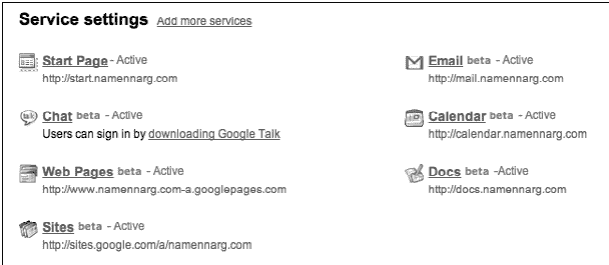 Service settings Add more services
Start Page - Active
http://start.namennarg.com
Email beta - Active
http://mail.namennarg.com
talk
Chat beta - Active
Users can sign in by downloading Google Talk
Calendar beta - Active
http://calendar.namennarg.com
Web Pages beta - Active
http://www.namennarg.com-a.googlepages.com
Docs beta -Active
http://docs.namennarg.com
Sites beta - Active
http://sites.google.com/a/namennarg.com